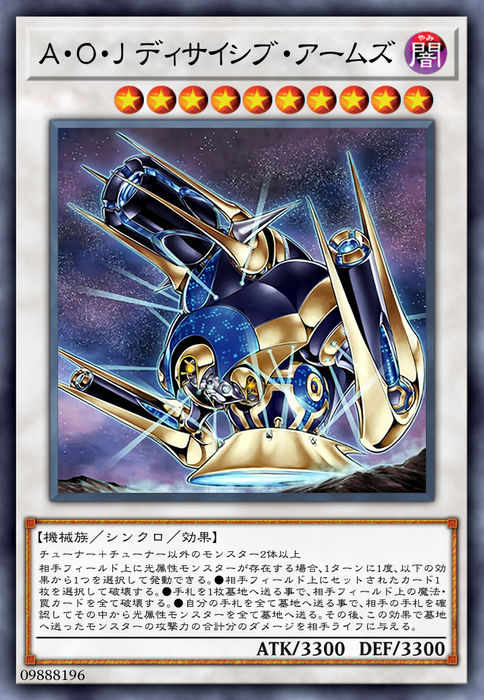 A・O・J ディサイシブ・アームズ
やみ
闇
【機械族／シンクロ／効果】
チューナー＋チューナー以外のモンスター2体以上
相手フィールド上に光属性モンスターが存在する場合、1ターンに1度、以下の効
果から1つを選択して発動できる。●相手フィールド上にセットされたカード1
枚を選択して破壊する。●手札を1枚墓地へ送る事で、相手フィールド上の魔法・
罠カードを全て破壊する。●自分の手札を全て墓地へ送る事で、相手の手札を確
認してその中から光属性モンスターを全て墓地へ送る。その後、この効果で墓地
へ送ったモンスターの攻撃力の合計分のダメージを相手ライフに与える。
ATK/3300 DEF/3300
09888196